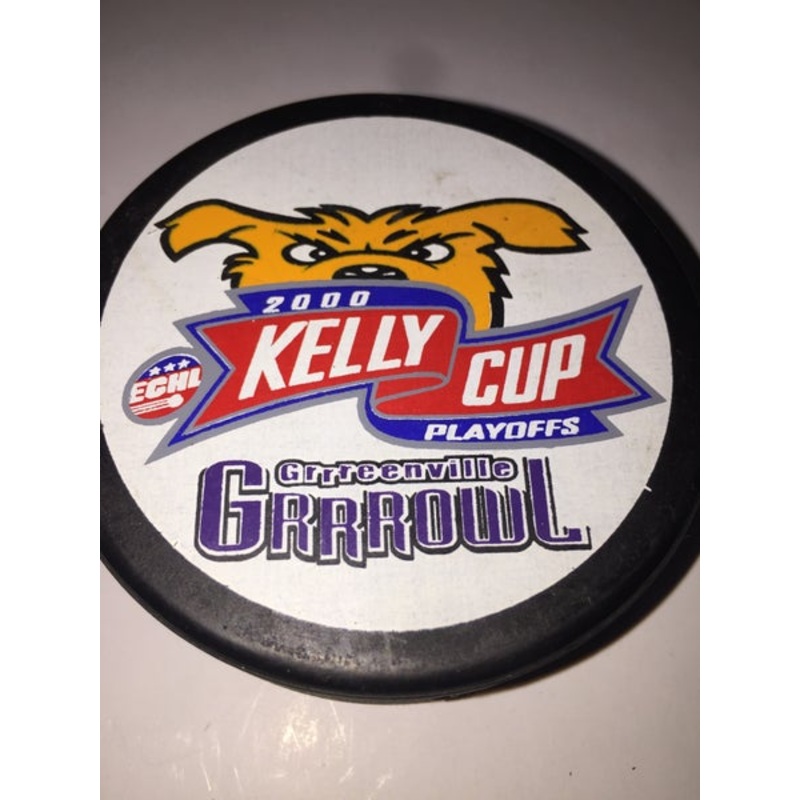 2000
KELLY CUP
ECHL
PLAYOFFS
Grrreenville
GRRROWL